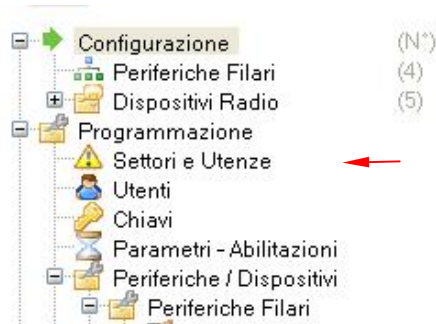 Configurazione (N°)
Periferiche Filari (4)
Dispositivi Radio (5)
Programmazione
Settori e Utenze
Utenti
Chiavi
Parametri - Abilitazioni
Periferiche / Dispositivi
Periferiche Filari